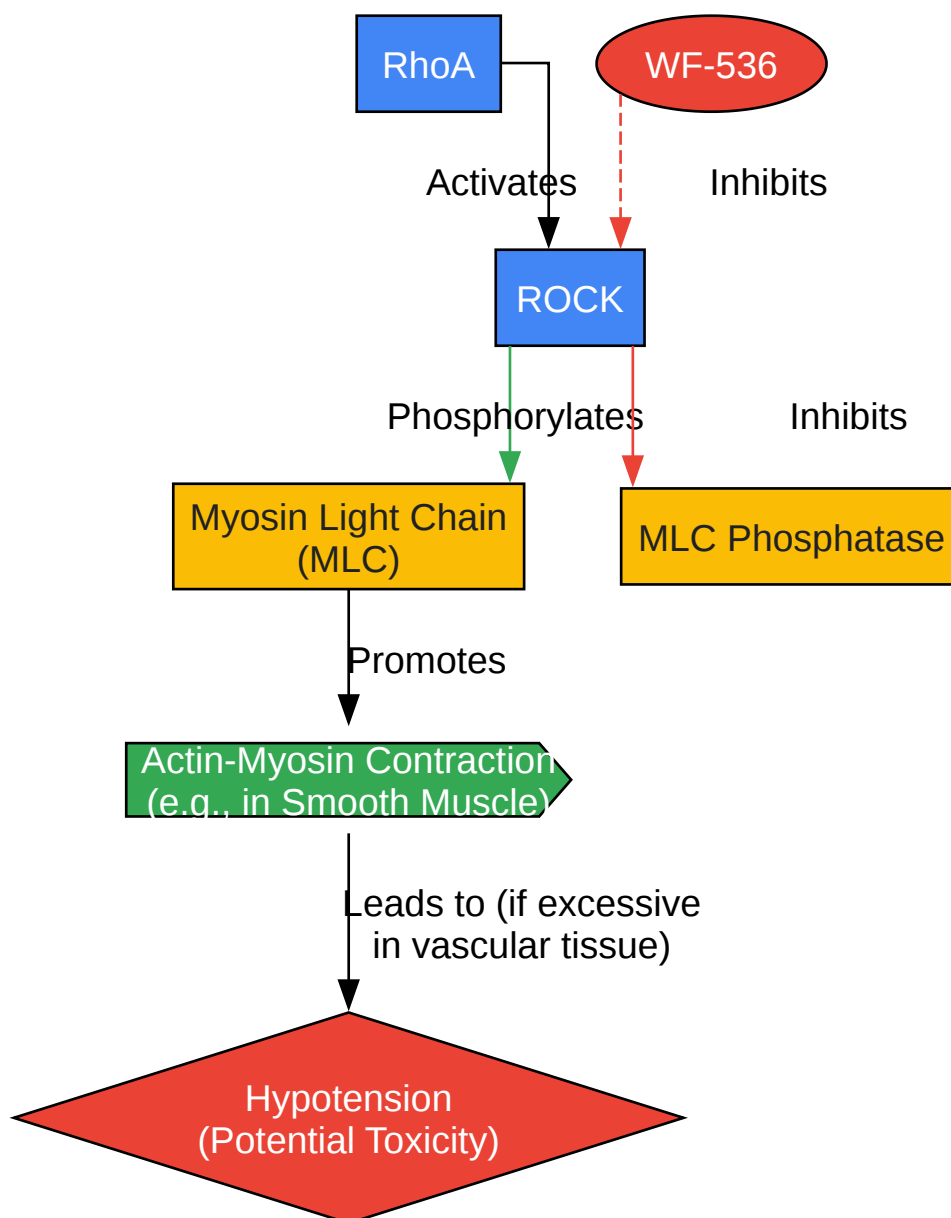 RhoA
WF-536
Activates
Inhibits
ROCK
Phosphorylates
Inhibits
Myosin Light Chain
(MLC)
MLC Phosphatase
Promotes
Actin-Myosin Contraction
(e.g., in Smooth Muscle)
Leads to (if excessive
in vascular tissue)
Hypotension
(Potential Toxicity)